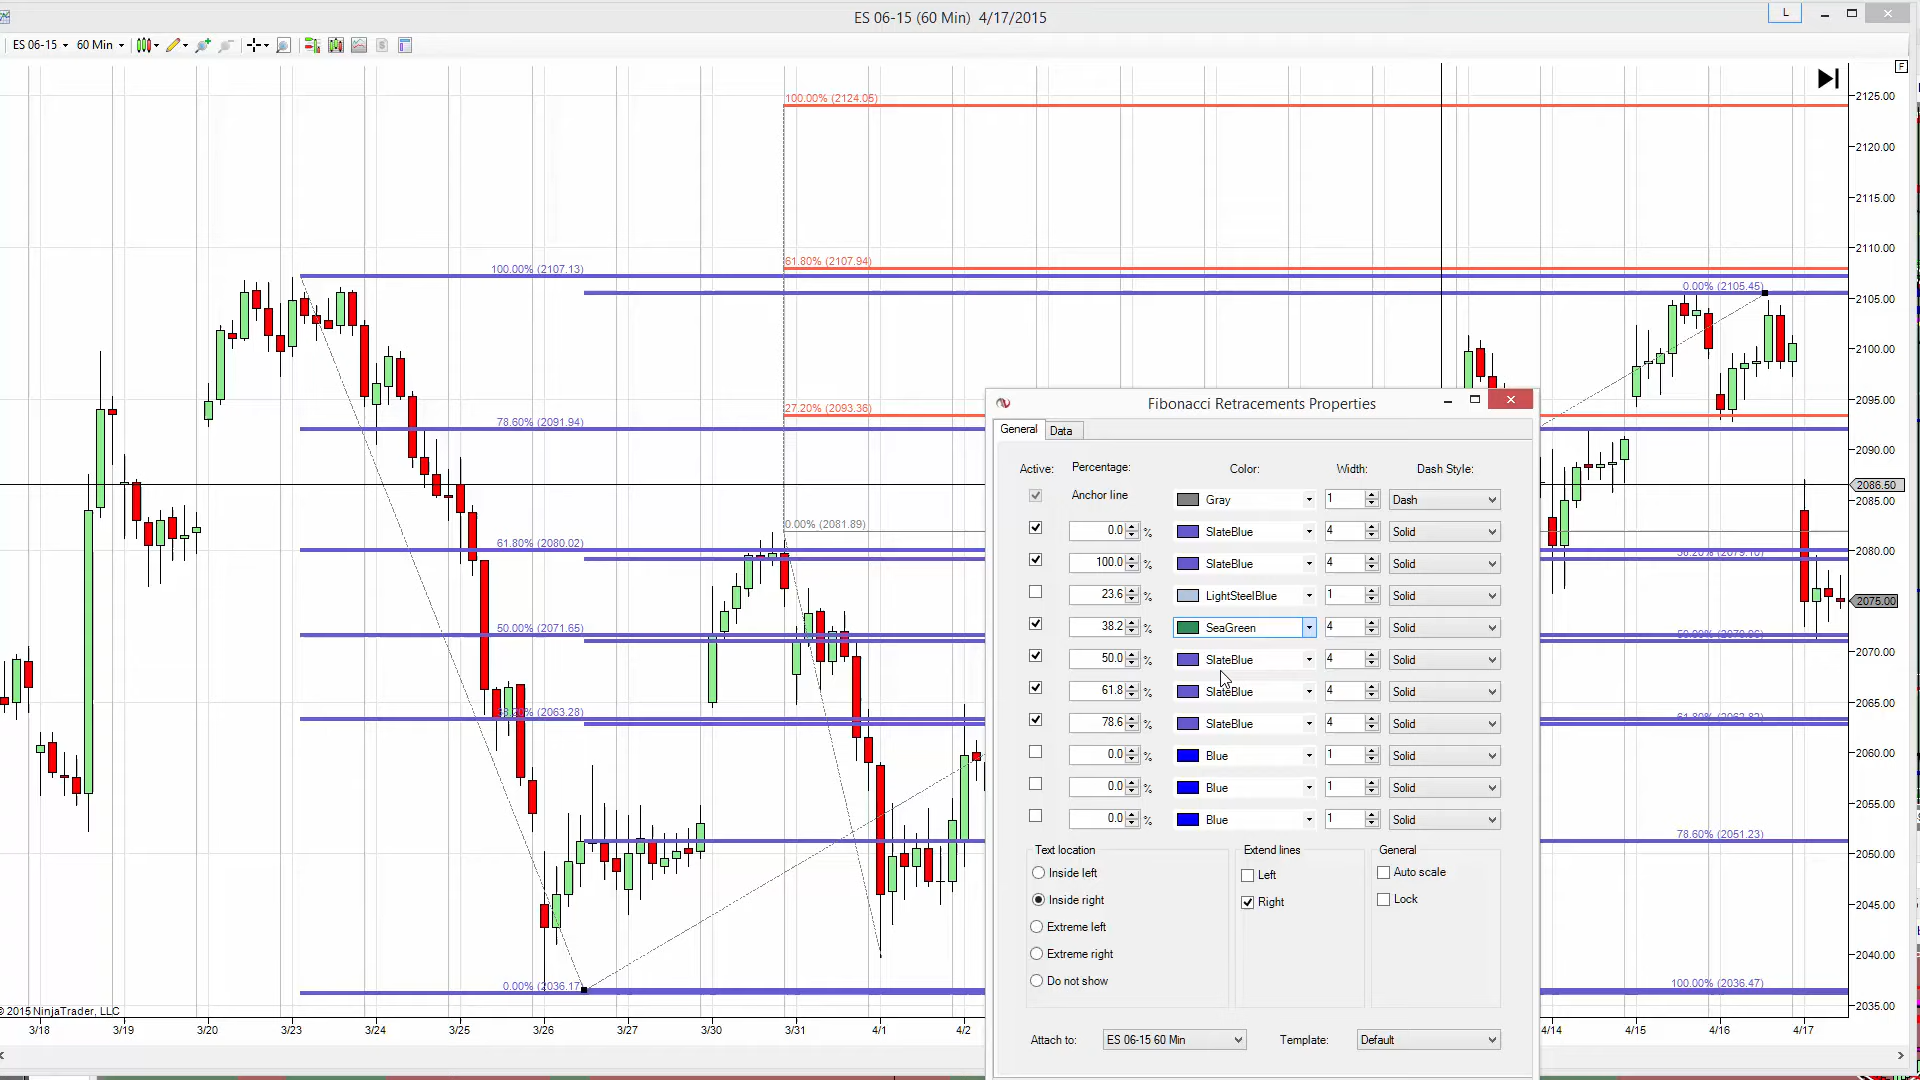 ES 06-15 (60 Min)  4/17/2015
L
ES 06-15 60 Min
F
100.00% (2124.05)
2125.00
2120.00
2115.00
2110.00
61.80% (2107.94)
100.00% (2107.13)
0.00% (2105.45)
2105.00
2100.00
2095.00
27.20% (2093.36)
78.60% (2091.94)
2090.00
2086.50
2085.00
0.00% (2081.89)
61.80% (2080.02)
2080.00
2075.00
50.00% (2071.65)
2070.00
2065.00
38.20% (2063.28)
2060.00
2055.00
78.60% (2051.23)
2050.00
2045.00
2040.00
0.00% (2036.17)
100.00% (2036.47)
2035.00
© 2015 NinjaTrader, LLC
3/18 3/19 3/20 3/23 3/24 3/25 3/26 3/27 3/30 3/31 4/1 4/2 4/14 4/15 4/16 4/17
Fibonacci Retracements Properties
General Data
Active: Percentage: Color: Width: Dash Style:
Anchor line Gray 1 Dash
0.0 % SlateBlue 4 Solid
100.0 % SlateBlue 4 Solid
23.6 % LightSteelBlue 1 Solid
38.2 % SeaGreen 4 Solid
50.0 % SlateBlue 4 Solid
61.8 % SlateBlue 4 Solid
78.6 % SlateBlue 4 Solid
0.0 % Blue 1 Solid
0.0 % Blue 1 Solid
0.0 % Blue 1 Solid
Text location Extend lines General
Inside left Left Auto scale
Inside right Right Lock
Extreme left
Extreme right
Do not show
Attach to: ES 06-15 60 Min Template: Default